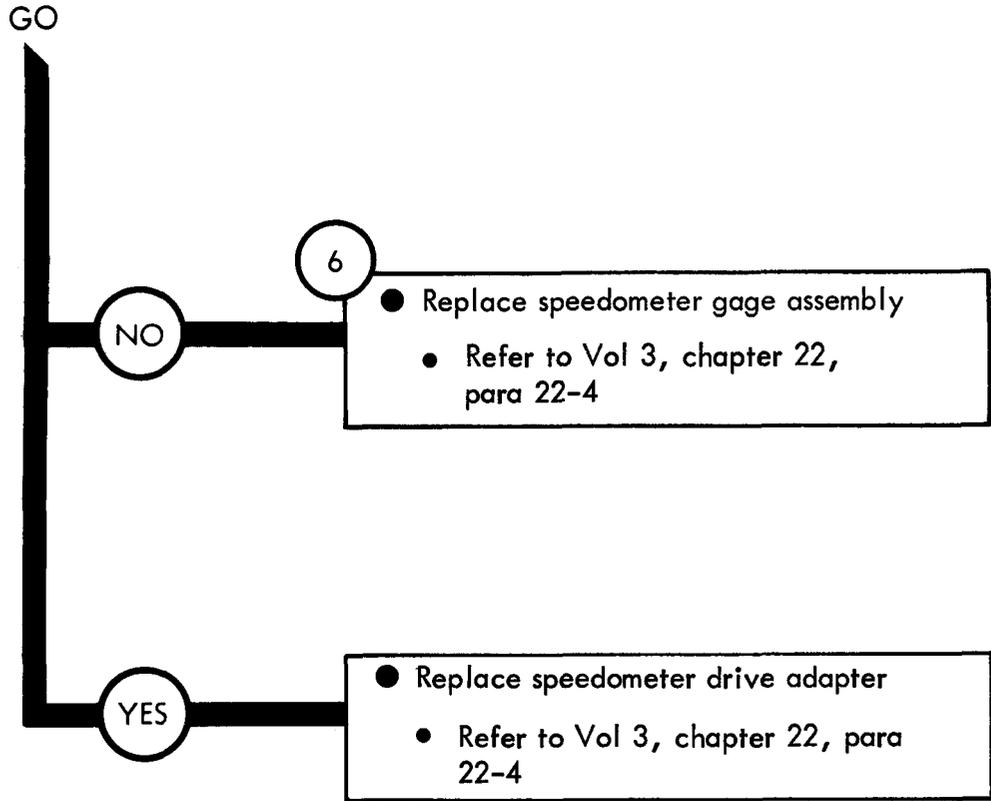 GO
6
NO
● Replace speedometer gage assembly
● Refer to Vol 3, chapter 22,
para 22-4
YES
● Replace speedometer drive adapter
● Refer to Vol 3, chapter 22, para
22-4